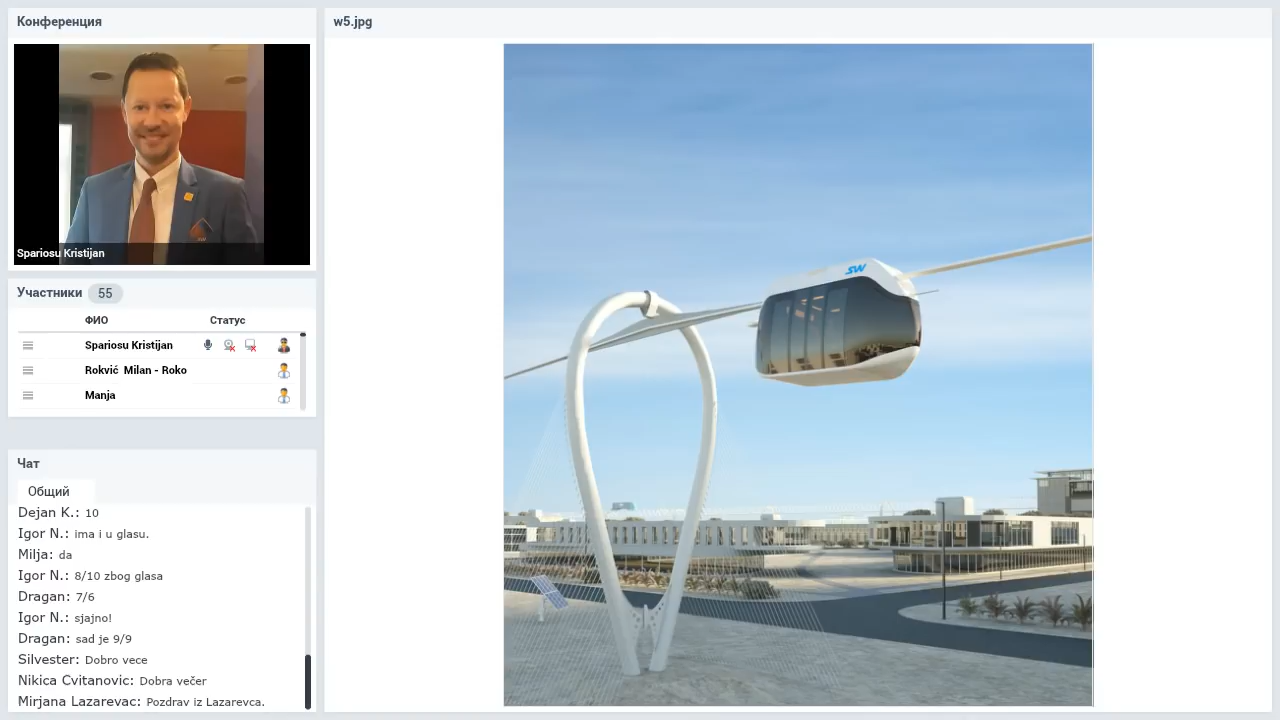 Конференция
Spariosu Kristijan
Участники 55
ФИО Статус
Spariosu Kristijan
Rokvić Milan - Roko
Manja
Чат
Общий
Dejan K.: 10
Igor N.: ima i u glasu.
Milja: da
Igor N.: 8/10 zbog glasa
Dragan: 7/6
Igor N.: sjajno!
Dragan: sad je 9/9
Silvester: Dobro vece
Nikica Cvitanovic: Dobra večer
Mirjana Lazarevac: Pozdrav iz Lazarevca.
w5.jpg
SW